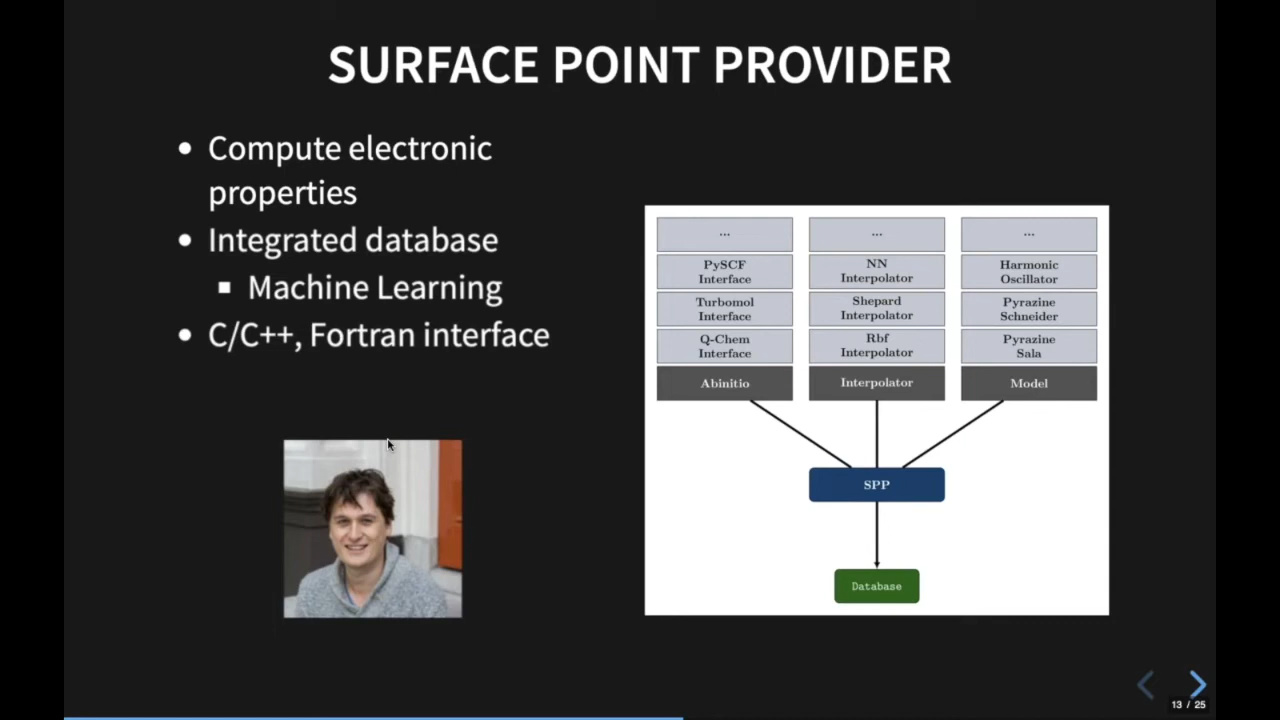 SURFACE POINT PROVIDER
Compute electronic
properties
Integrated database
Machine Learning
C/C++, Fortran interface
...
PySCF
Interface
Turbomol
Interface
Q-Chem
Interface
Abinitio
...
NN
Interpolator
Shepard
Interpolator
Rbf
Interpolator
Interpolator
...
Harmonic
Oscillator
Pyrazine
Schneider
Pyrazine
Sala
Model
SPP
Database
13 / 25